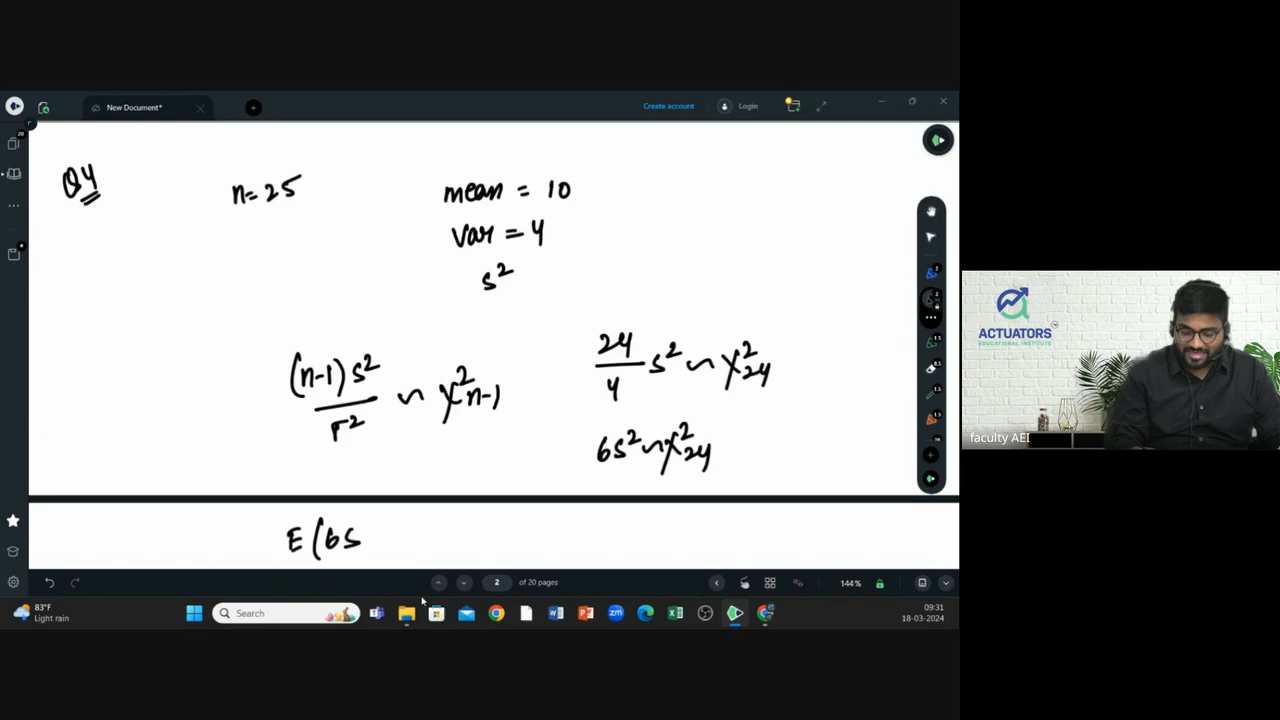 New Document*
Create account
Login
Q4
n=25
mean = 10
var = 4
s²
(n-1)s²/σ² ~ χ²n-1
24/4 s² ~ χ²24
6s² ~ χ²24
E(6s
2 of 20 pages
144%
83°F
Light rain
Search
09:31
18-03-2024
ACTUATORS
EDUCATIONAL INSTITUTE
faculty AEI